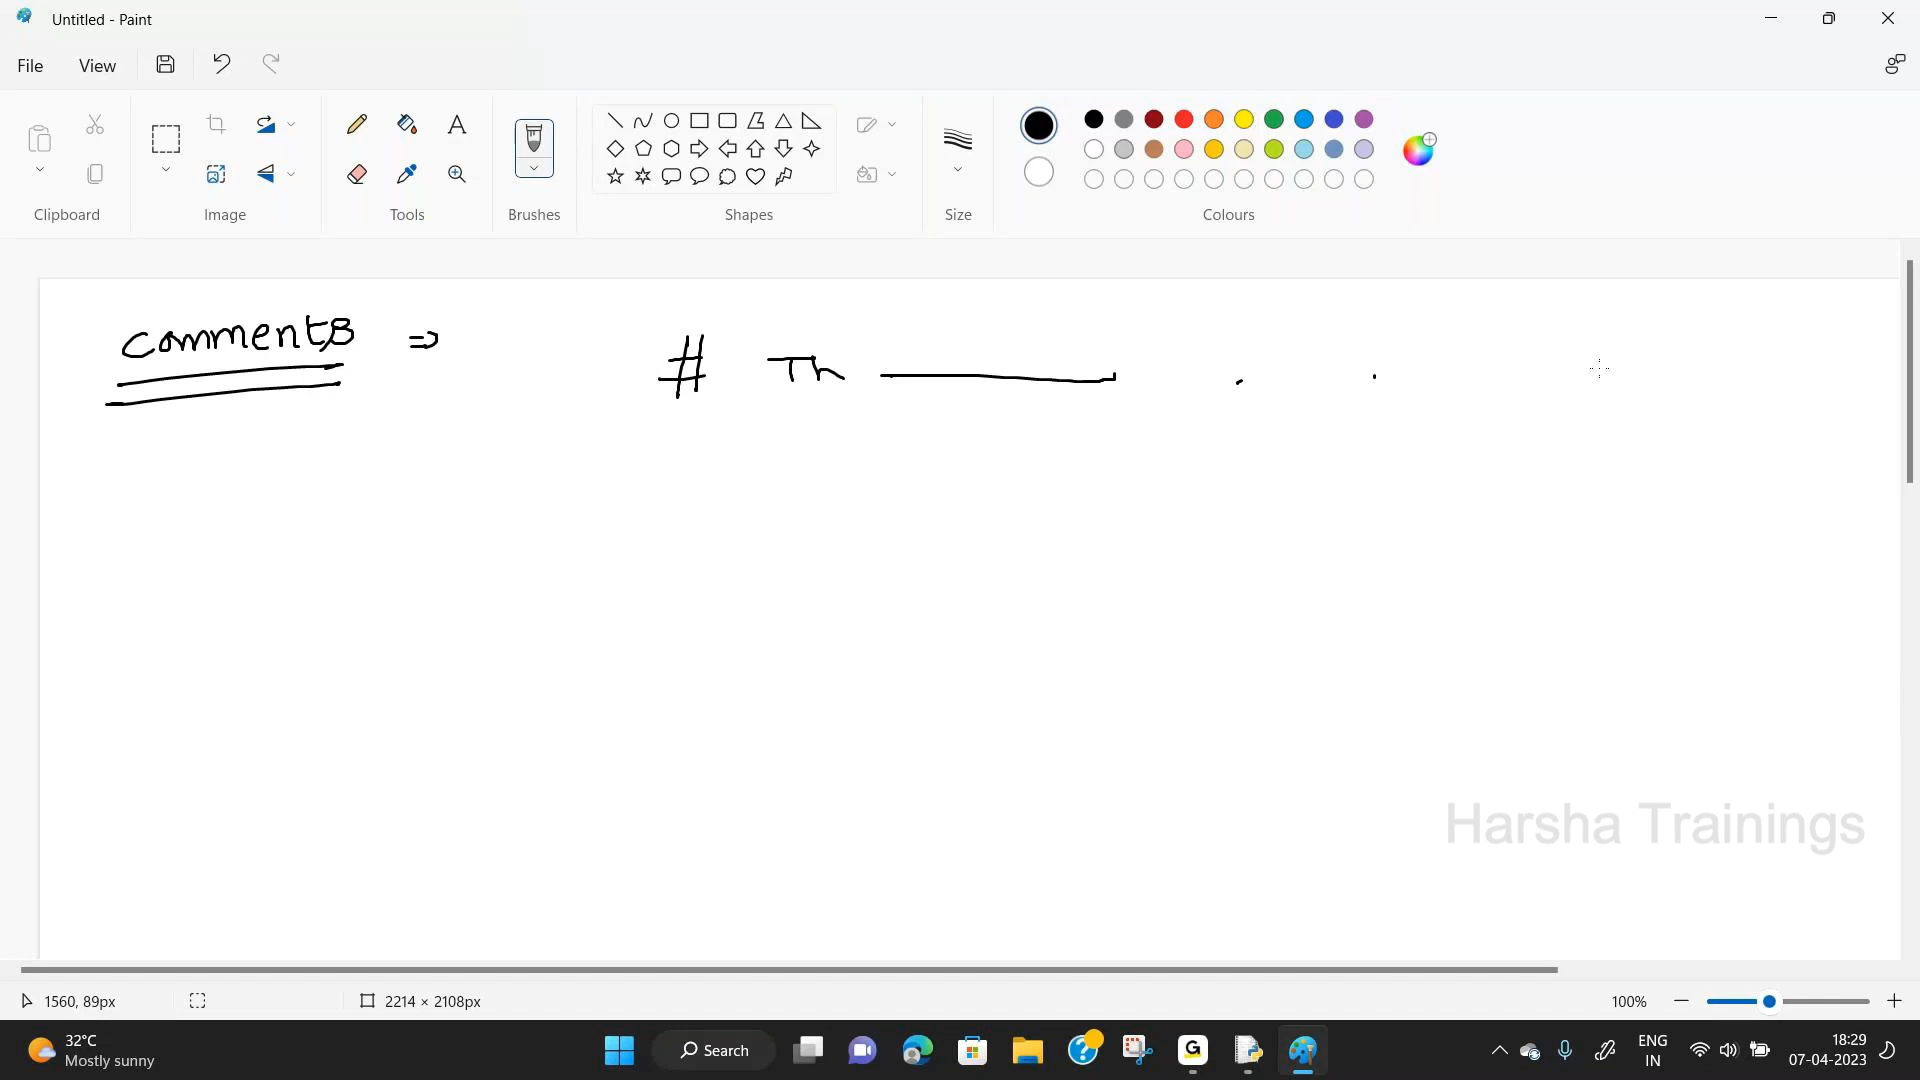 Untitled - Paint
File View
Clipboard Image Tools Brushes Shapes Size Colours
comments => # Th
Harsha Trainings
1560, 89px 2214 × 2108px 100%
32°C
Mostly sunny
Search
ENG
IN
18:29
07-04-2023